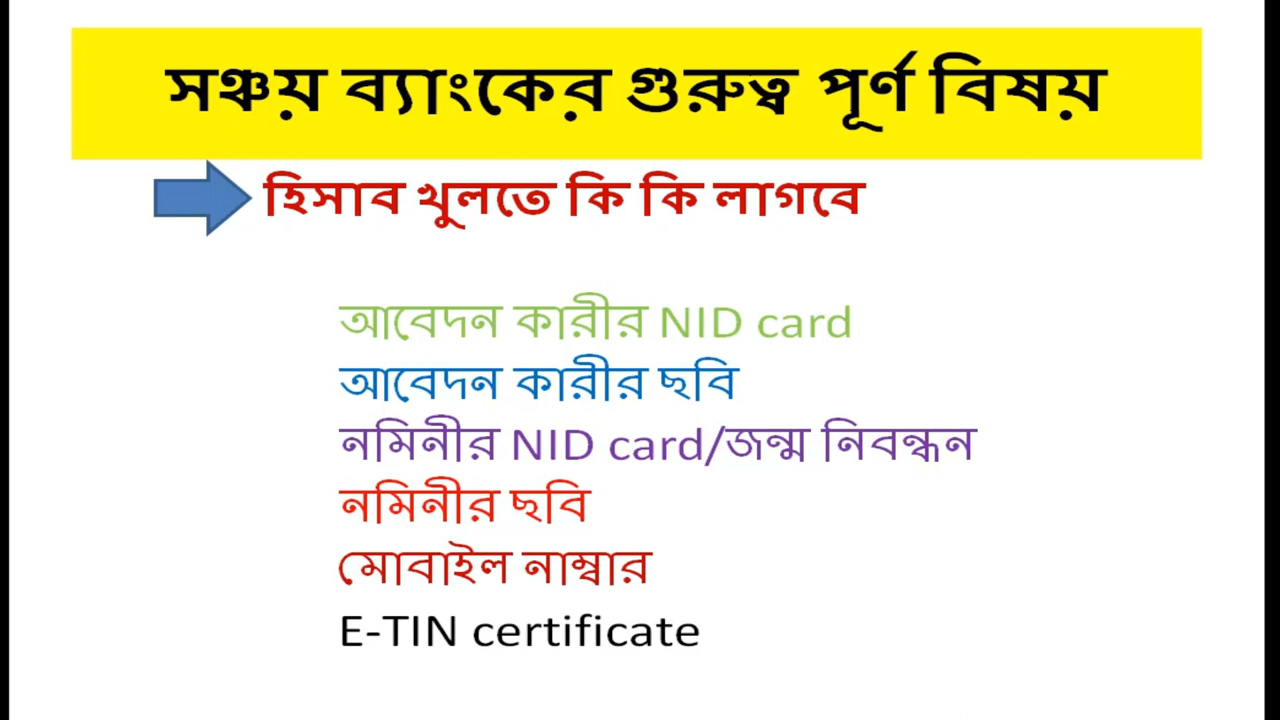 সঞ্চয় ব্যাংকের গুরুত্ব পূর্ণ বিষয়
হিসাব খুলতে কি কি লাগবে
আবেদন কারীর NID card
আবেদন কারীর ছবি
নমিনীর NID card/জন্ম নিবন্ধন
নমিনীর ছবি
মোবাইল নাম্বার
E-TIN certificate